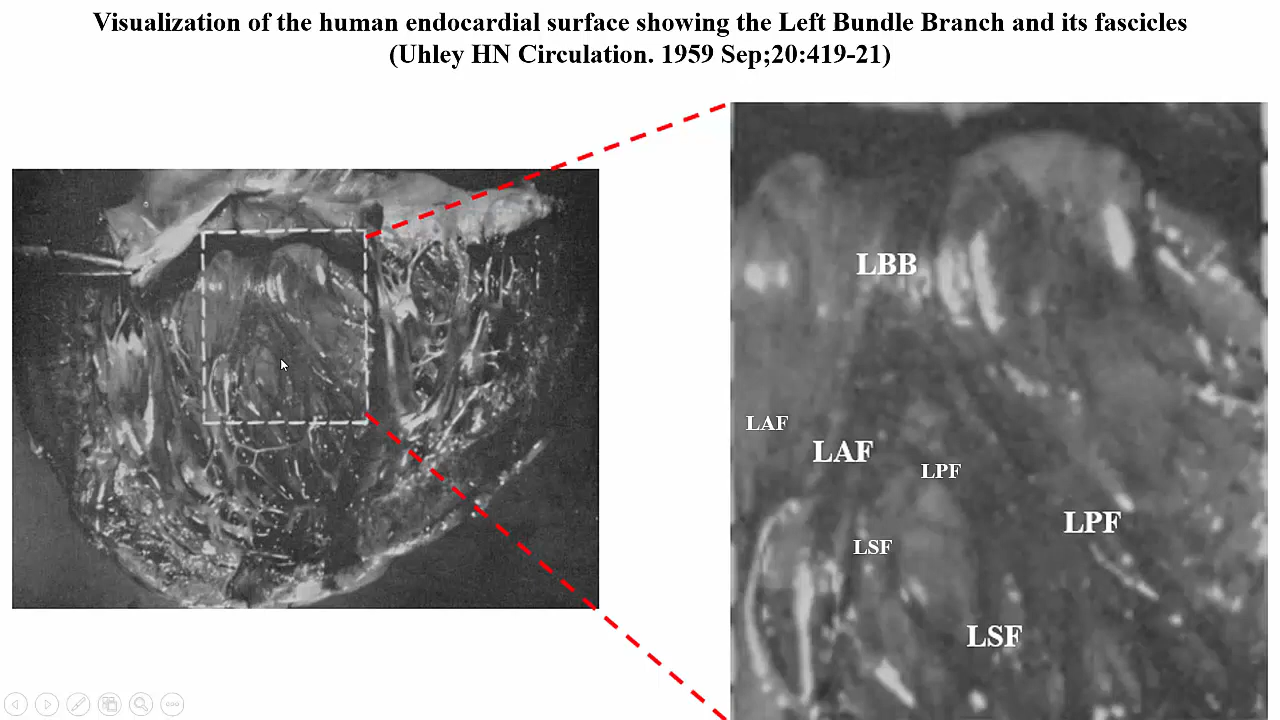 Visualization of the human endocardial surface showing the Left Bundle Branch and its fascicles
(Uhley HN Circulation. 1959 Sep;20:419-21)
LBB
LAF
LAF
LPF
LPF
LSF
LSF